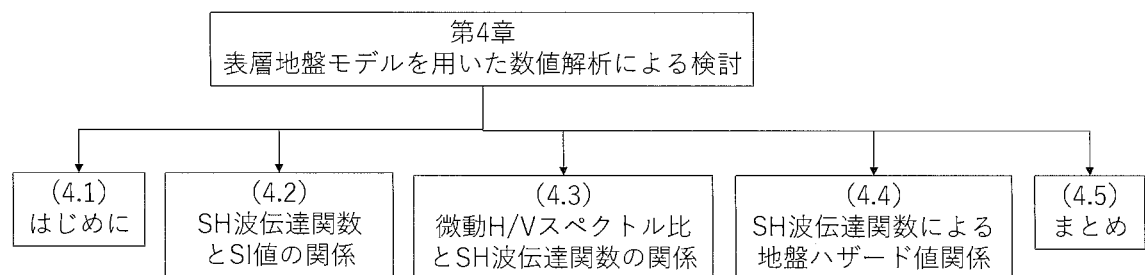 第4章
表層地盤モデルを用いた数値解析による検討
(4.1)
はじめに
(4.2)
SH波伝達関数
とSI値の関係
(4.3)
微動H/Vスペクトル比
とSH波伝達関数の関係
(4.4)
SH波伝達関数による
地盤ハザード値関係
(4.5)
まとめ